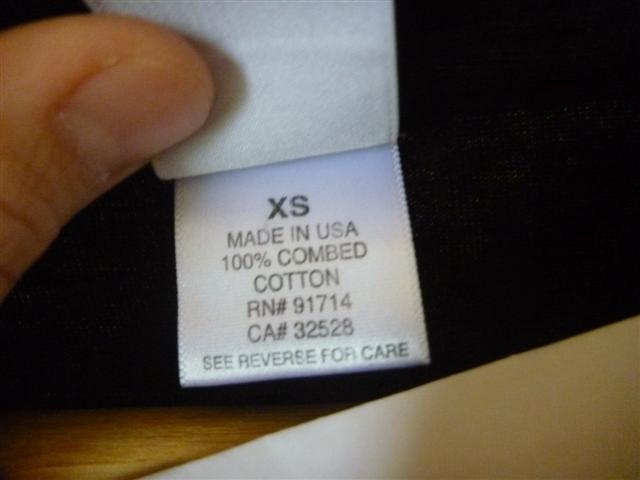 XS
MADE IN USA
100% COMBED
COTTON
RN# 91714
CA# 32528
SEE REVERSE FOR CARE